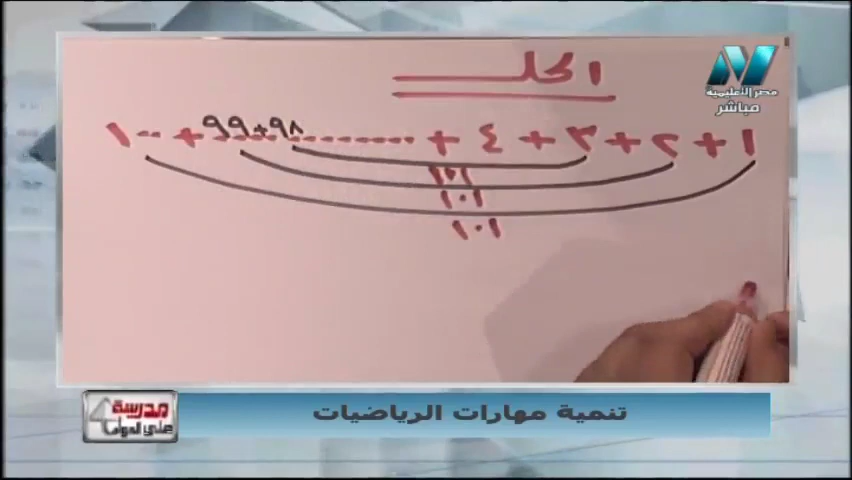 الحل
مصر التعليمية
مباشر
١ + ٢ + ٣ + ٤ + ............ ٩٨ + ٩٩ + ١٠٠
١٠١
١٠١
١٠١
مدرسة
على الهواء
تنمية مهارات الرياضيات